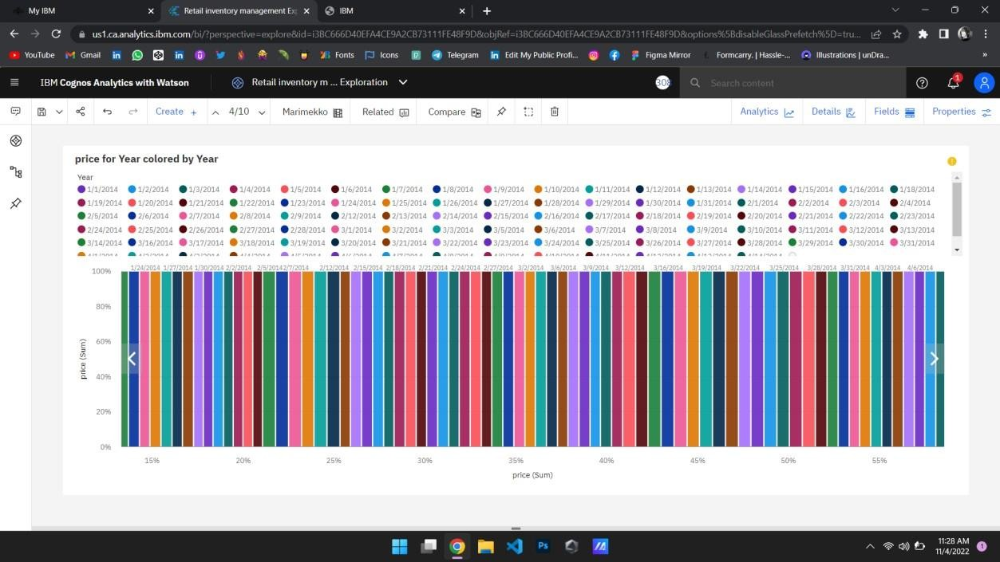 My IBM
Retail inventory management Exp
IBM
us1.ca.analytics.ibm.com/bi/?perspective=explore&id=i3BC666D40EFA4CE9A2CB73111FE48F9D&objRef=i3BC666D40EFA4CE9A2CB73111FE48F9D&options%5BdisableGlassPrefetch%5D=tru...
YouTube Gmail Fonts Icons Telegram Edit My Public Profi... Figma Mirror Formcarry. | Hassle-... Illustrations | unDra... »
IBM Cognos Analytics with Watson
Retail inventory m ... Exploration
308
Search content
1
Create + 4/10 Marimekko Related Compare Analytics Details Fields Properties
price for Year colored by Year
Year
1/1/2014 1/2/2014 1/3/2014 1/4/2014 1/5/2014 1/6/2014 1/7/2014 1/8/2014 1/9/2014 1/10/2014 1/11/2014 1/12/2014 1/13/2014 1/14/2014 1/15/2014 1/16/2014 1/18/2014
1/19/2014 1/20/2014 1/21/2014 1/22/2014 1/23/2014 1/24/2014 1/25/2014 1/26/2014 1/27/2014 1/28/2014 1/29/2014 1/30/2014 1/31/2014 2/1/2014 2/2/2014 2/3/2014 2/4/2014
2/5/2014 2/6/2014 2/7/2014 2/8/2014 2/9/2014 2/12/2014 2/13/2014 2/14/2014 2/15/2014 2/16/2014 2/17/2014 2/18/2014 2/19/2014 2/20/2014 2/21/2014 2/22/2014 2/23/2014
2/24/2014 2/25/2014 2/26/2014 2/27/2014 2/28/2014 3/1/2014 3/2/2014 3/3/2014 3/5/2014 3/6/2014 3/7/2014 3/8/2014 3/9/2014 3/10/2014 3/11/2014 3/12/2014 3/13/2014
3/14/2014 3/16/2014 3/17/2014 3/18/2014 3/19/2014 3/20/2014 3/21/2014 3/22/2014 3/23/2014 3/24/2014 3/25/2014 3/26/2014 3/27/2014 3/28/2014 3/29/2014 3/30/2014 3/31/2014
1/24/2014 1/27/2014 1/30/2014 2/2/2014 2/5/2014 2/7/2014 2/12/2014 2/15/2014 2/18/2014 2/21/2014 2/24/2014 2/27/2014 3/2/2014 3/6/2014 3/9/2014 3/12/2014 3/16/2014 3/19/2014 3/22/2014 3/25/2014 3/28/2014 3/31/2014 4/3/2014 4/6/2014
100%
80%
60%
40%
20%
0%
price (Sum)
15% 20% 25% 30% 35% 40% 45% 50% 55%
price (Sum)
Ps
11:28 AM
11/4/2022
1